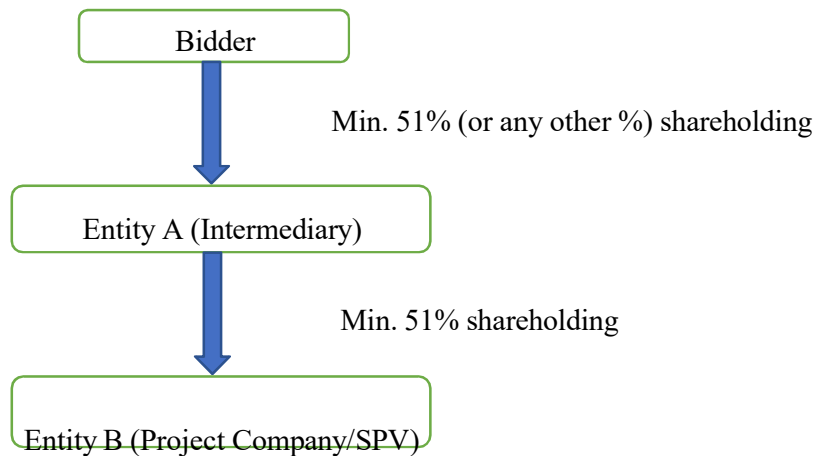 Bidder
Min. 51% (or any other %) shareholding
Entity A (Intermediary)
Min. 51% shareholding
Entity B (Project Company/SPV)